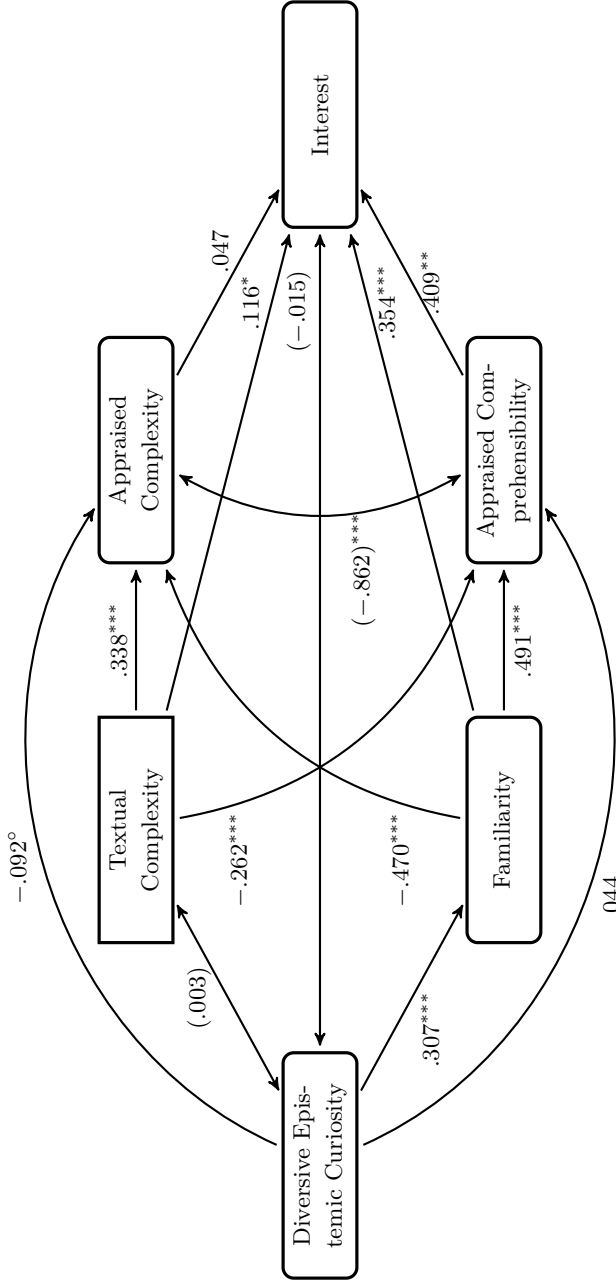 −.092°
Textual
Complexity
.338***
Appraised
Complexity
(.003)
.047
−.262***
.116*
Diversive Epis-
temic Curiosity
(−.015)
Interest
(−.862)***
−.470***
.354***
.307***
.409**
Familiarity
.491***
Appraised Com-
prehensibility
044